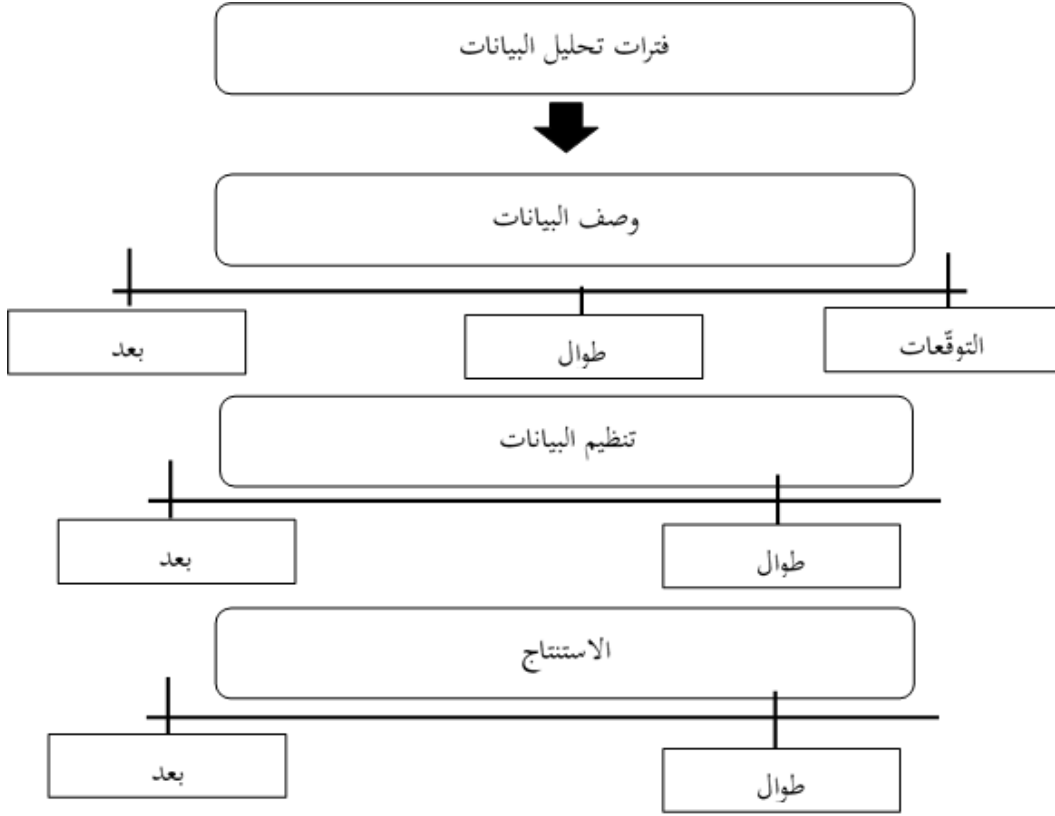 فترات تحليل البيانات
وصف البيانات
التوقّعات
طوال
بعد
تنظيم البيانات
طوال
بعد
الاستنتاج
طوال
بعد